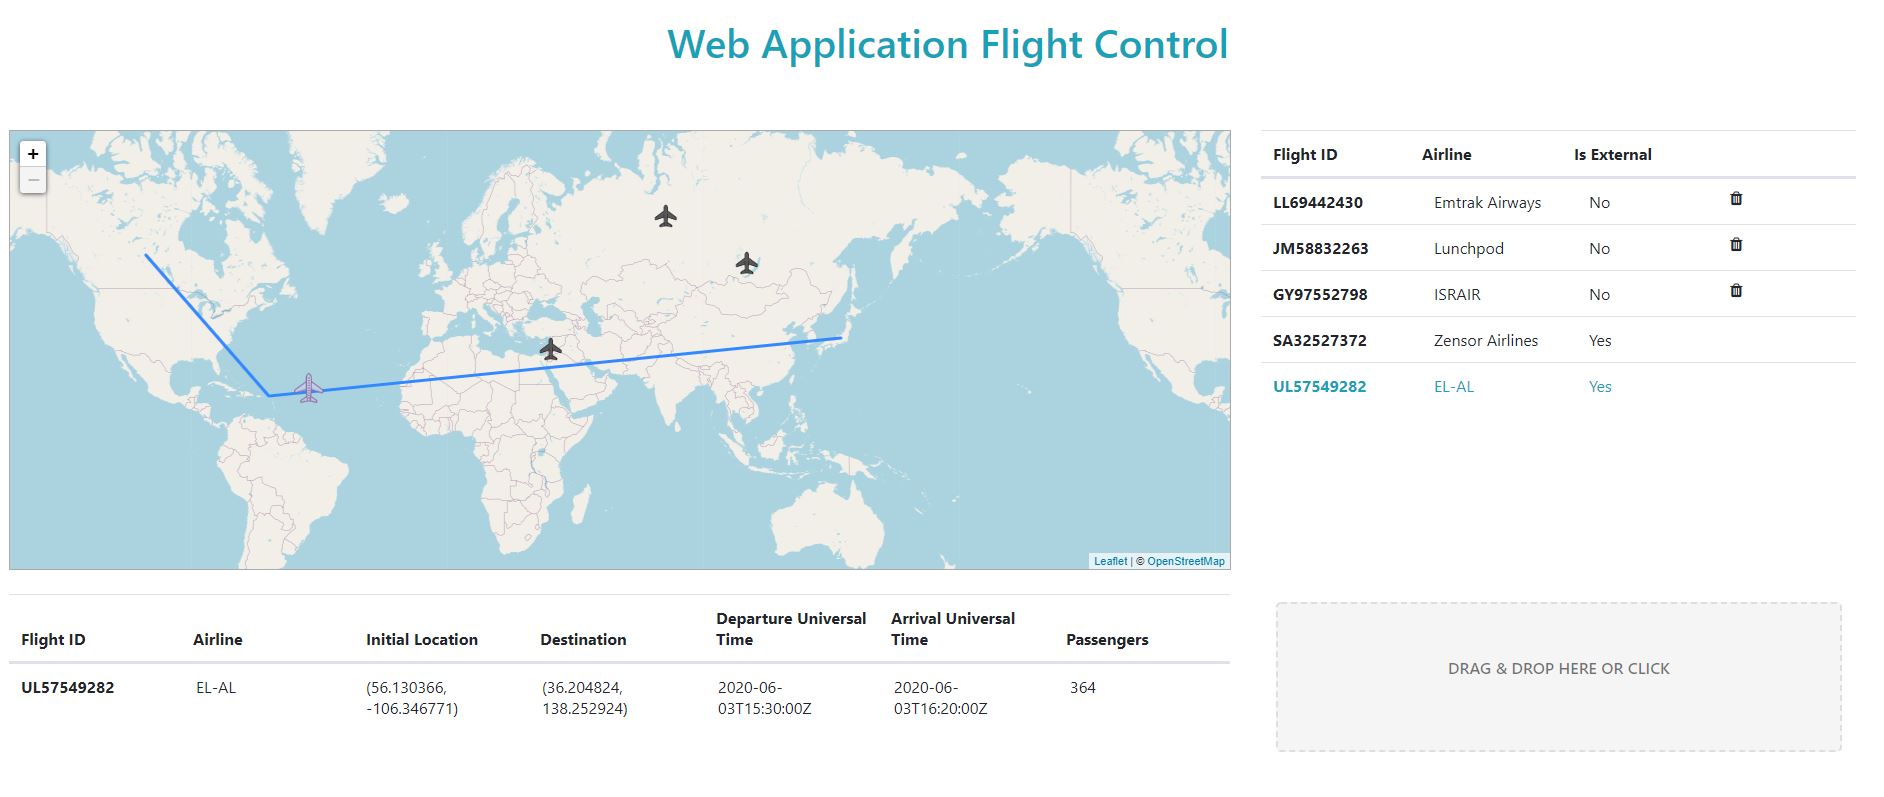 Web Application Flight Control
+
−
Leaflet | © OpenStreetMap
Flight ID Airline Is External
LL69442430 Emtrak Airways No
JM58832263 Lunchpod No
GY97552798 ISRAIR No
SA32527372 Zensor Airlines Yes
UL57549282 EL-AL Yes
Flight ID Airline Initial Location Destination Departure Universal Time Arrival Universal Time Passengers
UL57549282 EL-AL (56.130366, -106.346771) (36.204824, 138.252924) 2020-06-03T15:30:00Z 2020-06-03T16:20:00Z 364
DRAG & DROP HERE OR CLICK